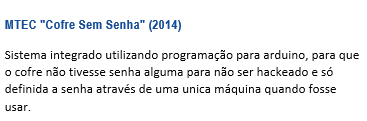 MTEC "Cofre Sem Senha" (2014)
Sistema integrado utilizando programação para arduino, para que
o cofre não tivesse senha alguma para não ser hackeado e só
definida a senha através de uma unica máquina quando fosse
usar.